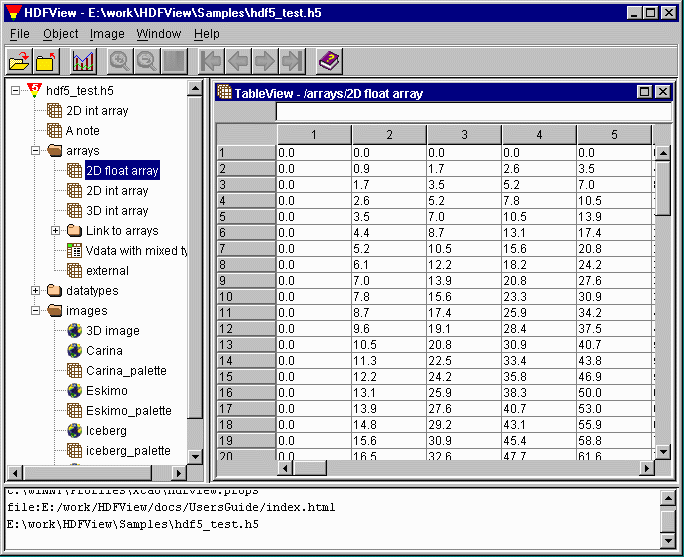 HDFView - E:\work\HDFView\Samples\hdf5_test.h5
File Object Image Window Help
hdf5_test.h5
2D int array
A note
arrays
2D float array
2D int array
3D int array
Link to arrays
Vdata with mixed ty
external
datatypes
images
3D image
Carina
Carina_palette
Eskimo
Eskimo_palette
Iceberg
iceberg_palette
TableView - /arrays/2D float array
1 2 3 4 5
1 0.0 0.0 0.0 0.0 0.0
2 0.0 0.9 1.7 2.6 3.5
3 0.0 1.7 3.5 5.2 7.0
4 0.0 2.6 5.2 7.8 10.5
5 0.0 3.5 7.0 10.5 13.9
6 0.0 4.4 8.7 13.1 17.4
7 0.0 5.2 10.5 15.6 20.8
8 0.0 6.1 12.2 18.2 24.2
9 0.0 7.0 13.9 20.8 27.6
10 0.0 7.8 15.6 23.3 30.9
11 0.0 8.7 17.4 25.9 34.2
12 0.0 9.6 19.1 28.4 37.5
13 0.0 10.5 20.8 30.9 40.7
14 0.0 11.3 22.5 33.4 43.8
15 0.0 12.2 24.2 35.8 46.9
16 0.0 13.1 25.9 38.3 50.0
17 0.0 13.9 27.6 40.7 53.0
18 0.0 14.8 29.2 43.1 55.9
19 0.0 15.6 30.9 45.4 58.8
20 0.0 16.5 32.6 47.7 61.6
file:E:/work/HDFView/docs/UsersGuide/index.html
E:\work\HDFView\Samples\hdf5_test.h5